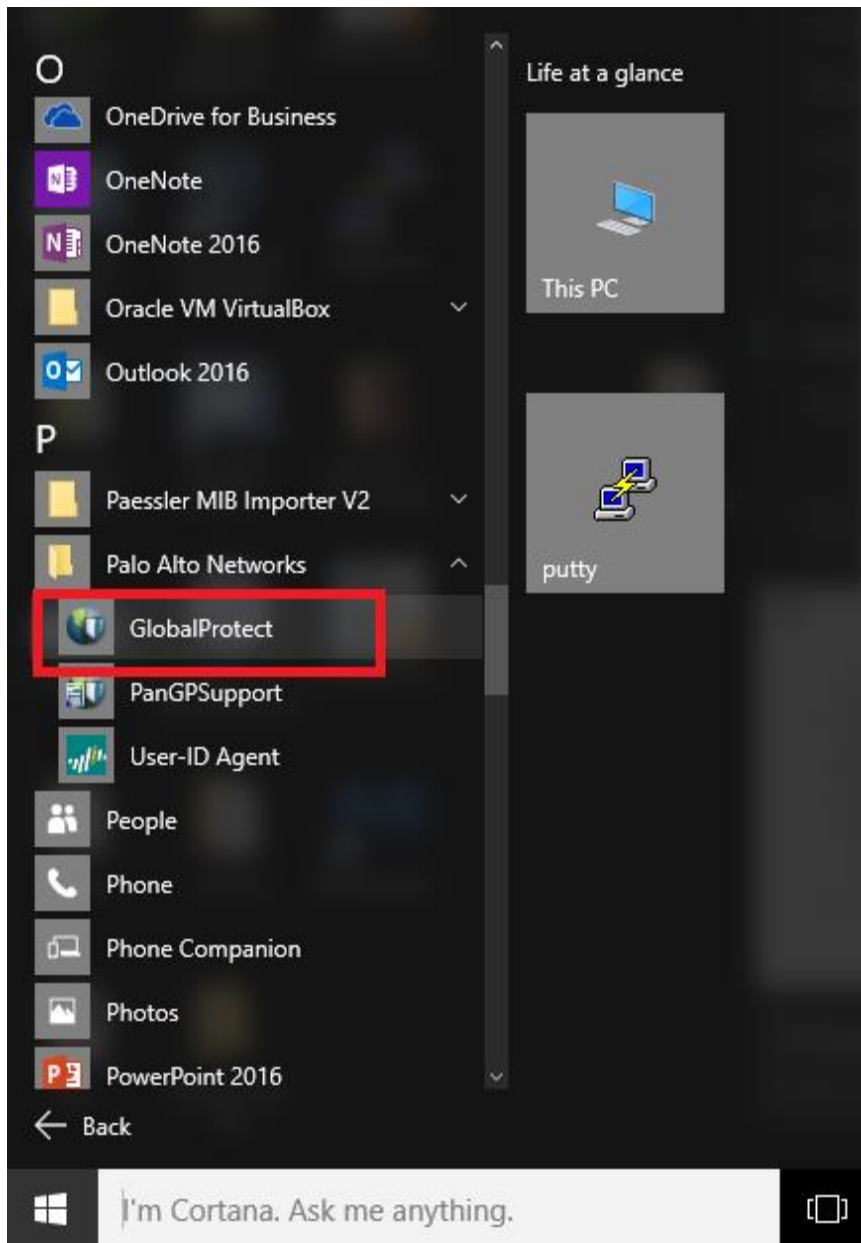 O
OneDrive for Business
OneNote
OneNote 2016
Oracle VM VirtualBox
Outlook 2016
P
Paessler MIB Importer V2
Palo Alto Networks
GlobalProtect
PanGPSupport
User-ID Agent
People
Phone
Phone Companion
Photos
PowerPoint 2016
Back
Life at a glance
This PC
putty
I'm Cortana. Ask me anything.